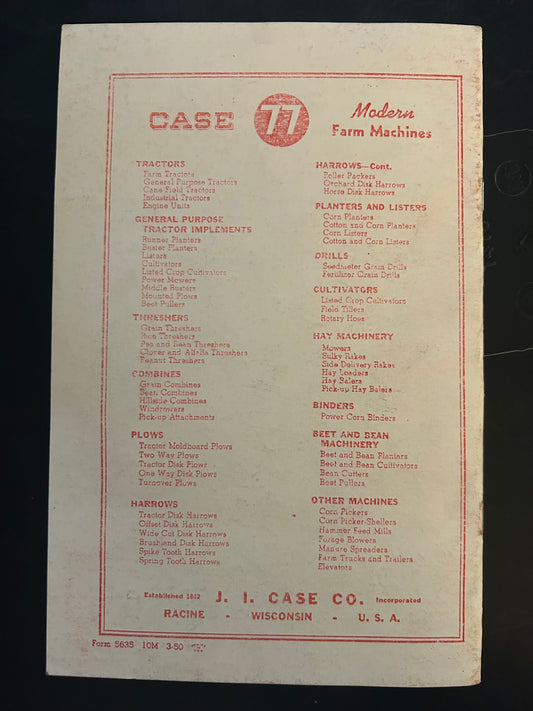 CASE 77 Modern
Farm Machines
TRACTORS
Farm Tractors
General Purpose Tractors
Cane Field Tractors
Industrial Tractors
Engine Units
GENERAL PURPOSE
TRACTOR IMPLEMENTS
Runner Planters
Buster Planters
Listers
Cultivators
Listed Crop Cultivators
Power Mowers
Middle Busters
Mounted Plows
Beet Pullers
THRESHERS
Grain Threshers
Rice Threshers
Pea and Bean Threshers
Clover and Alfalfa Threshers
Peanut Threshers
COMBINES
Grain Combines
Bean Combines
Hillside Combines
Windrowers
Pick-up Attachments
PLOWS
Tractor Moldboard Plows
Two Way Plows
Tractor Disk Plows
One Way Disk Plows
Turnover Plows
HARROWS
Tractor Disk Harrows
Offset Disk Harrows
Wide Cut Disk Harrows
Brushland Disk Harrows
Spike Tooth Harrows
Spring Tooth Harrows
HARROWS—Cont.
Roller Packers
Orchard Disk Harrows
Horse Disk Harrows
PLANTERS AND LISTERS
Corn Planters
Cotton and Corn Planters
Corn Listers
Cotton and Corn Listers
DRILLS
Seedmeter Grain Drills
Fertilizer Grain Drills
CULTIVATORS
Listed Crop Cultivators
Field Tillers
Rotary Hoes
HAY MACHINERY
Mowers
Sulky Rakes
Side Delivery Rakes
Hay Loaders
Hay Balers
Pick-up Hay Balers
BINDERS
Power Corn Binders
BEET AND BEAN
MACHINERY
Beet and Bean Planters
Beet and Bean Cultivators
Bean Cutters
Beet Pullers
OTHER MACHINES
Corn Pickers
Corn Picker-Shellers
Hammer Feed Mills
Forage Blowers
Manure Spreaders
Farm Trucks and Trailers
Elevators
Established 1842 J. I. CASE CO. Incorporated
RACINE - WISCONSIN - U. S. A.
Form 5635 10M 3-50